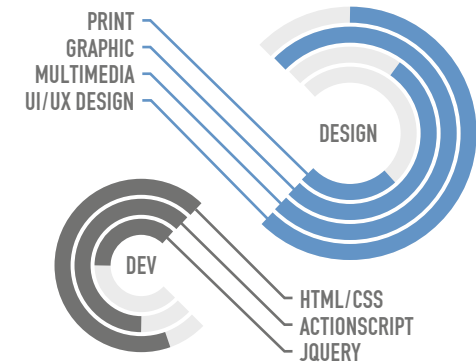 PRINT
GRAPHIC
MULTIMEDIA
UI/UX DESIGN
DESIGN
DEV
HTML/CSS
ACTIONSCRIPT
JQUERY